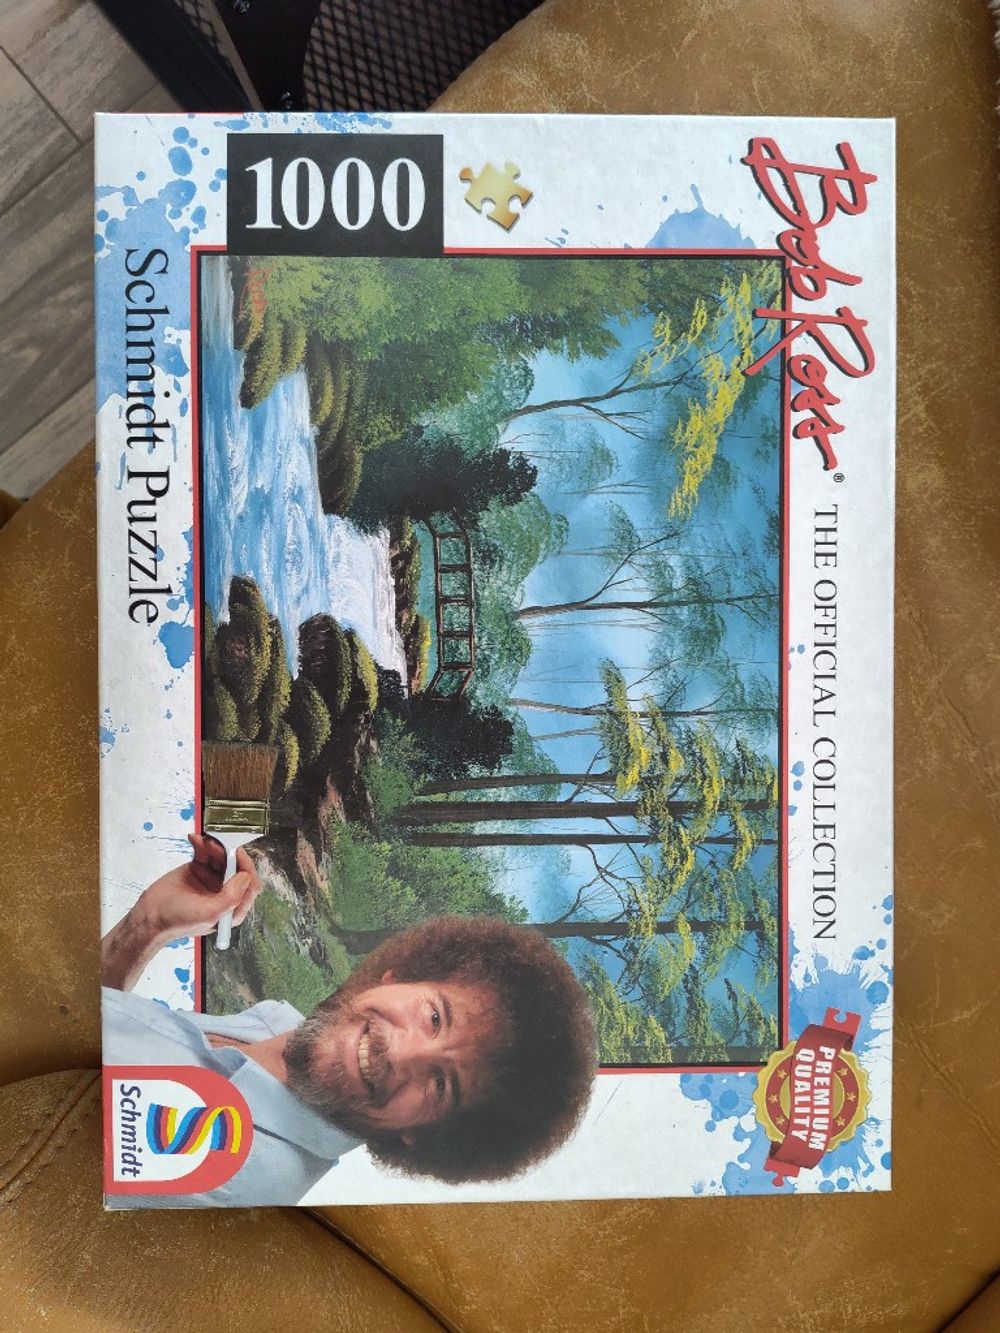 Bob Ross®
THE OFFICIAL COLLECTION
PREMIUM
QUALITY
1000
Schmidt Puzzle
Schmidt